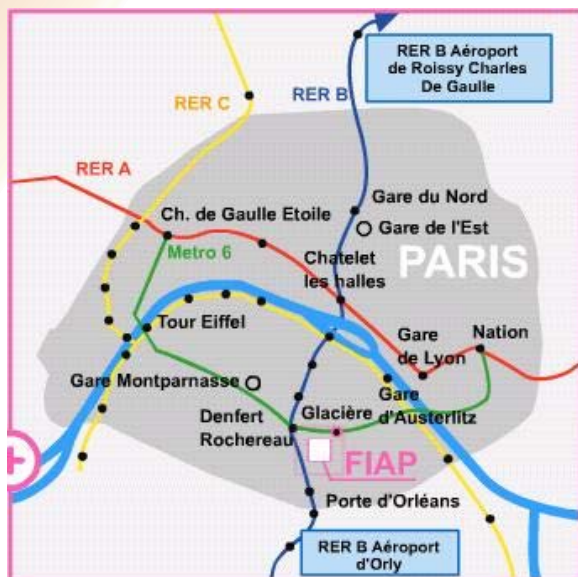 RER B Aéroport
de Roissy Charles
De Gaulle
RER C
RER B
RER A
Gare du Nord
Ch. de Gaulle Etoile
Gare de l'Est
Metro 6
Chatelet
les halles
PARIS
Tour Eiffel
Gare
de Lyon
Nation
Gare Montparnasse
Gare
d'Austerlitz
Denfert
Rochereau
Glacière
FIAP
Porte d'Orléans
RER B Aéroport
d'Orly